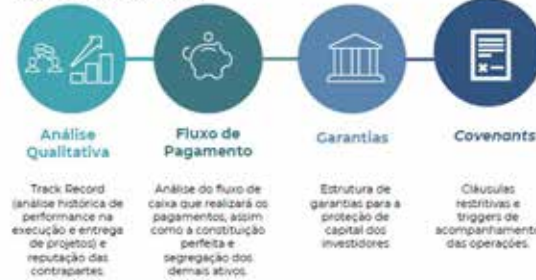 Análise
Qualitativa
Track Record
(análise histórica de
performance na
execução e entrega
de projetos) e
reputação das
contrapartes.
Fluxo de
Pagamento
Análise do fluxo de
caixa que realizará os
pagamentos, assim
como a constituição
perfeita e
segregação dos
demais ativos.
Garantias
Estrutura de
garantias para a
proteção de
capital dos
investidores
Covenants
Cláusulas
restritivas e
triggers de
acompanhamento
das operações.